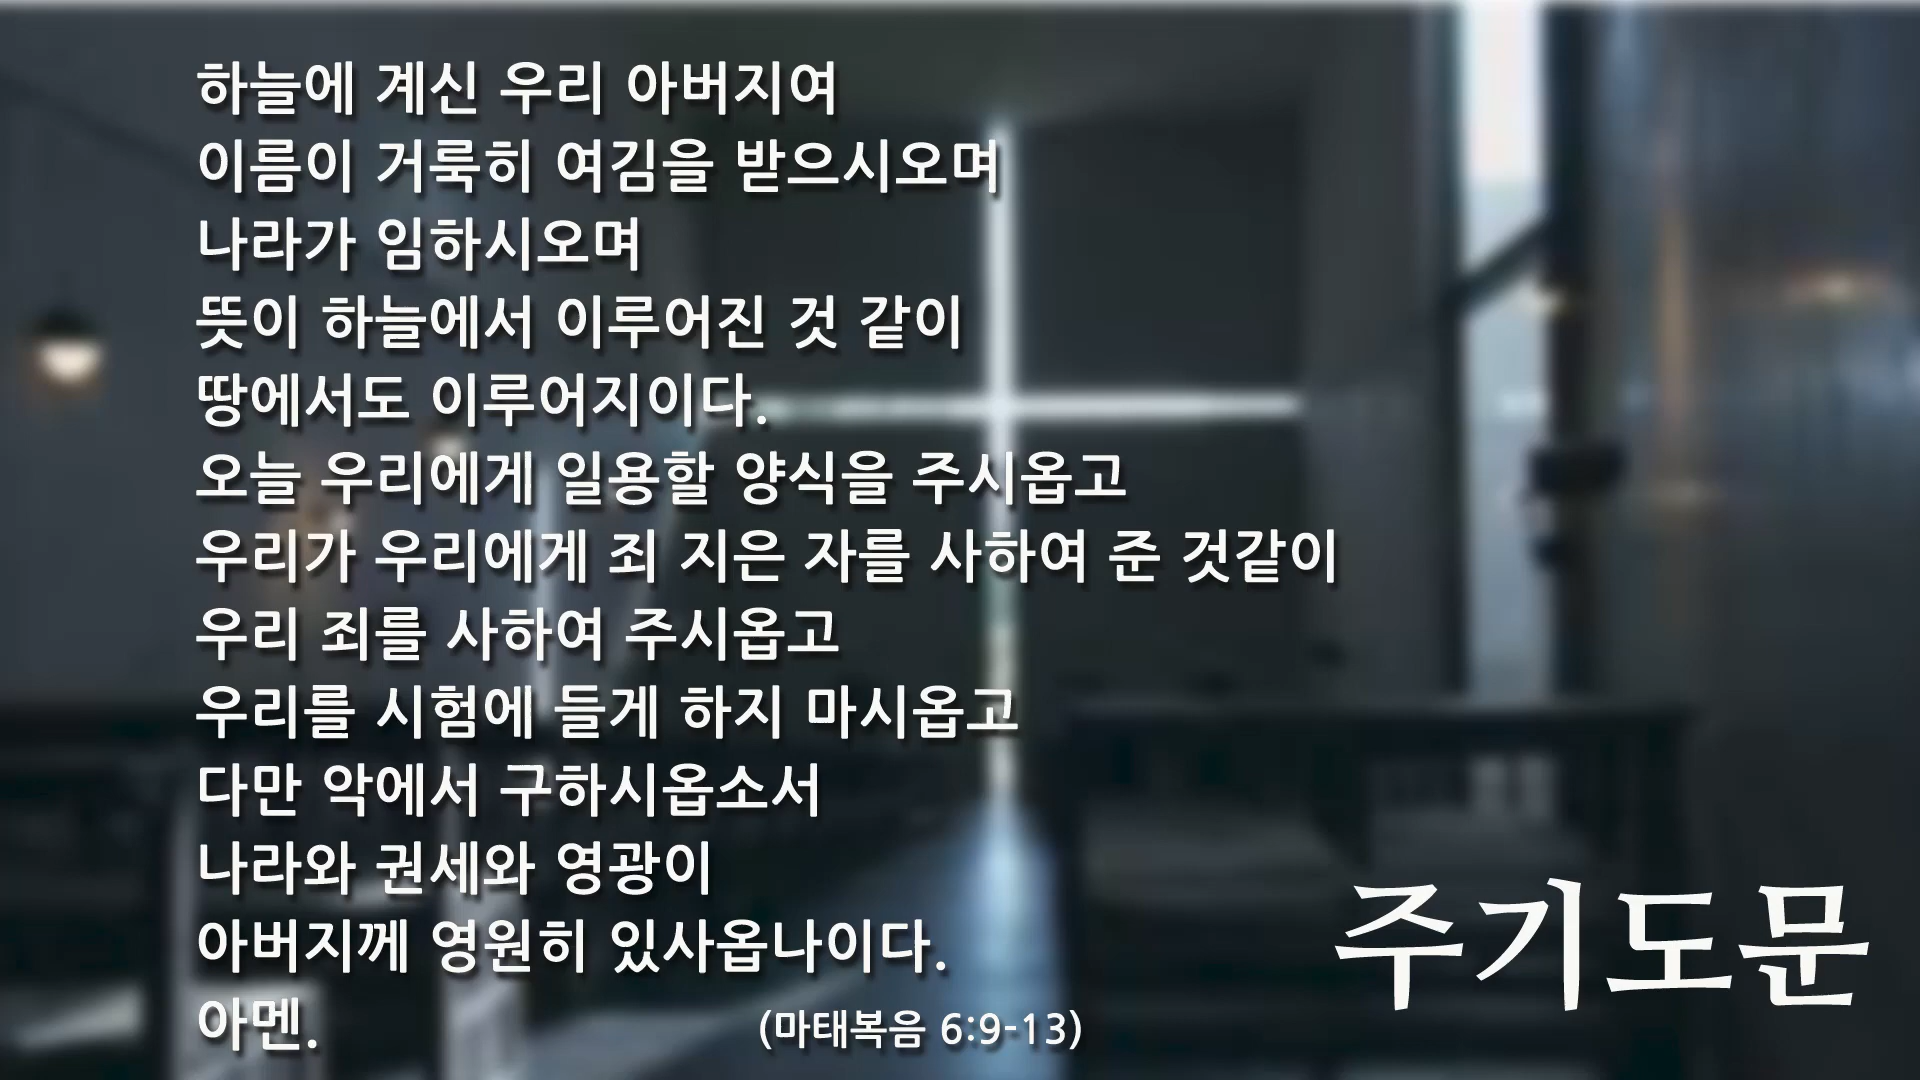 하늘에 계신 우리 아버지여
이름이 거룩히 여김을 받으시오며
나라가 임하시오며
뜻이 하늘에서 이루어진 것 같이
땅에서도 이루어지이다.
오늘 우리에게 일용할 양식을 주시옵고
우리가 우리에게 죄 지은 자를 사하여 준 것같이
우리 죄를 사하여 주시옵고
우리를 시험에 들게 하지 마시옵고
다만 악에서 구하시옵소서
나라와 권세와 영광이
아버지께 영원히 있사옵나이다.
아멘.
(마태복음 6:9-13)
주기도문